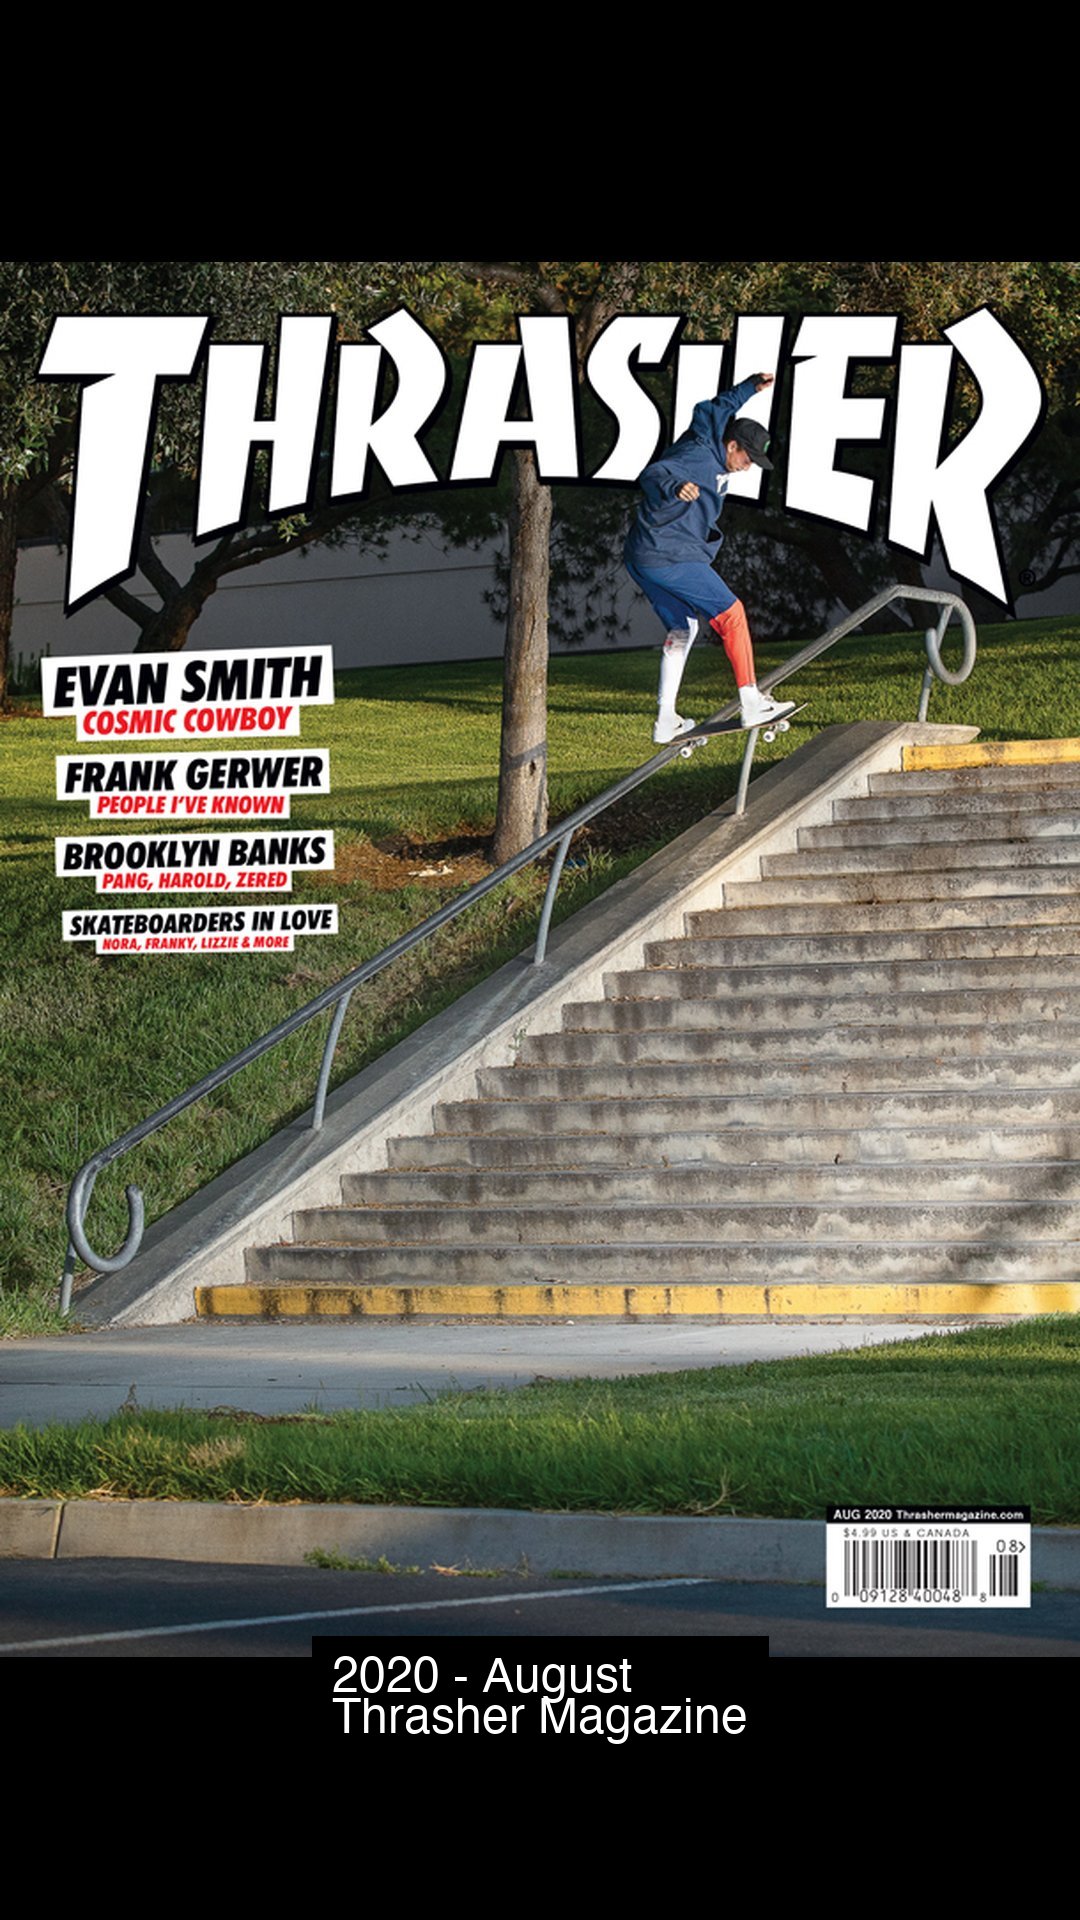 THRASHER
®
EVAN SMITH
COSMIC COWBOY
FRANK GERWER
PEOPLE I'VE KNOWN
BROOKLYN BANKS
PANG, HAROLD, ZERED
SKATEBOARDERS IN LOVE
NORA, FRANKY, LIZZIE & MORE
AUG 2020 Thrashermagazine.com
$4.99 US & CANADA
08>
0 09128 40048 8
2020 - August
Thrasher Magazine